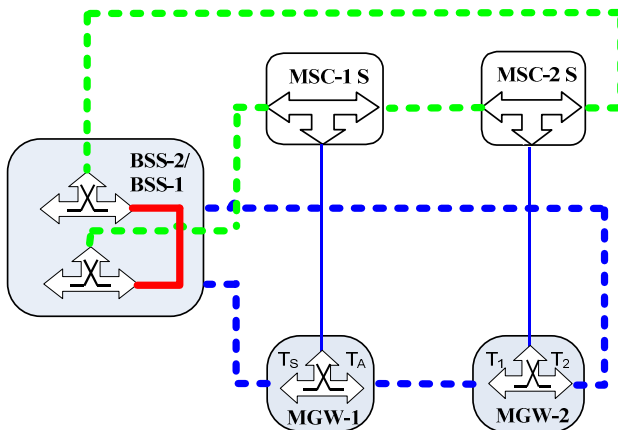 MSC-1 S
MSC-2 S
BSS-2/
BSS-1
TS TA
MGW-1
T1 T2
MGW-2